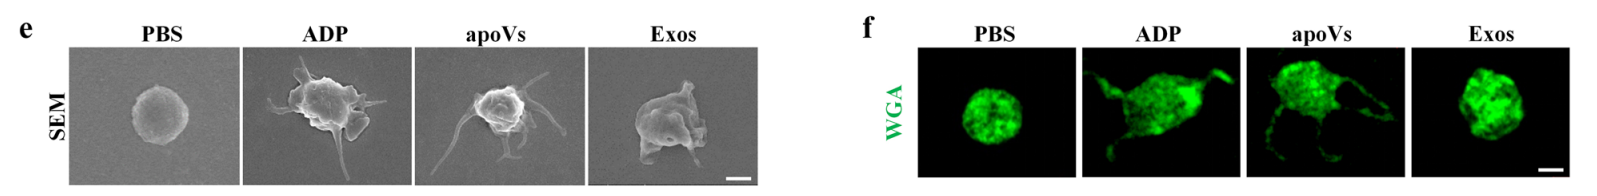 e
PBS ADP apoVs Exos
SEM
f
PBS ADP apoVs Exos
WGA